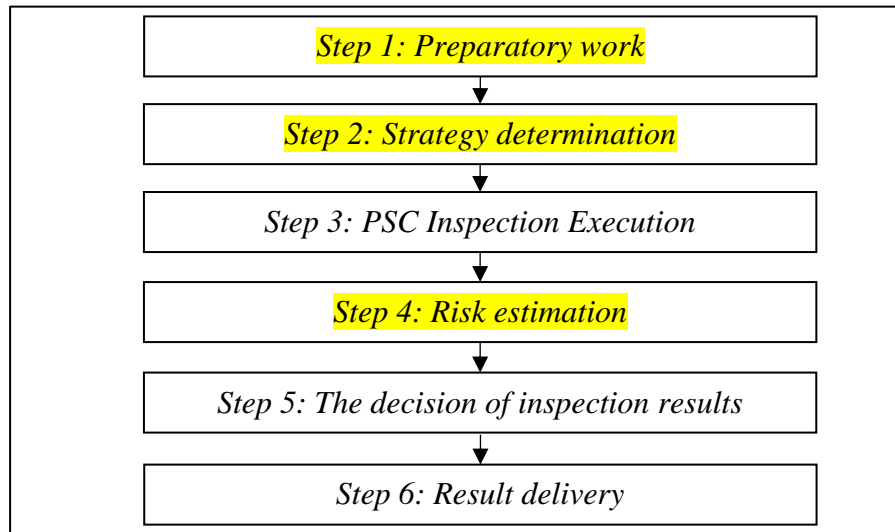 Step 1: Preparatory work
Step 2: Strategy determination
Step 3: PSC Inspection Execution
Step 4: Risk estimation
Step 5: The decision of inspection results
Step 6: Result delivery